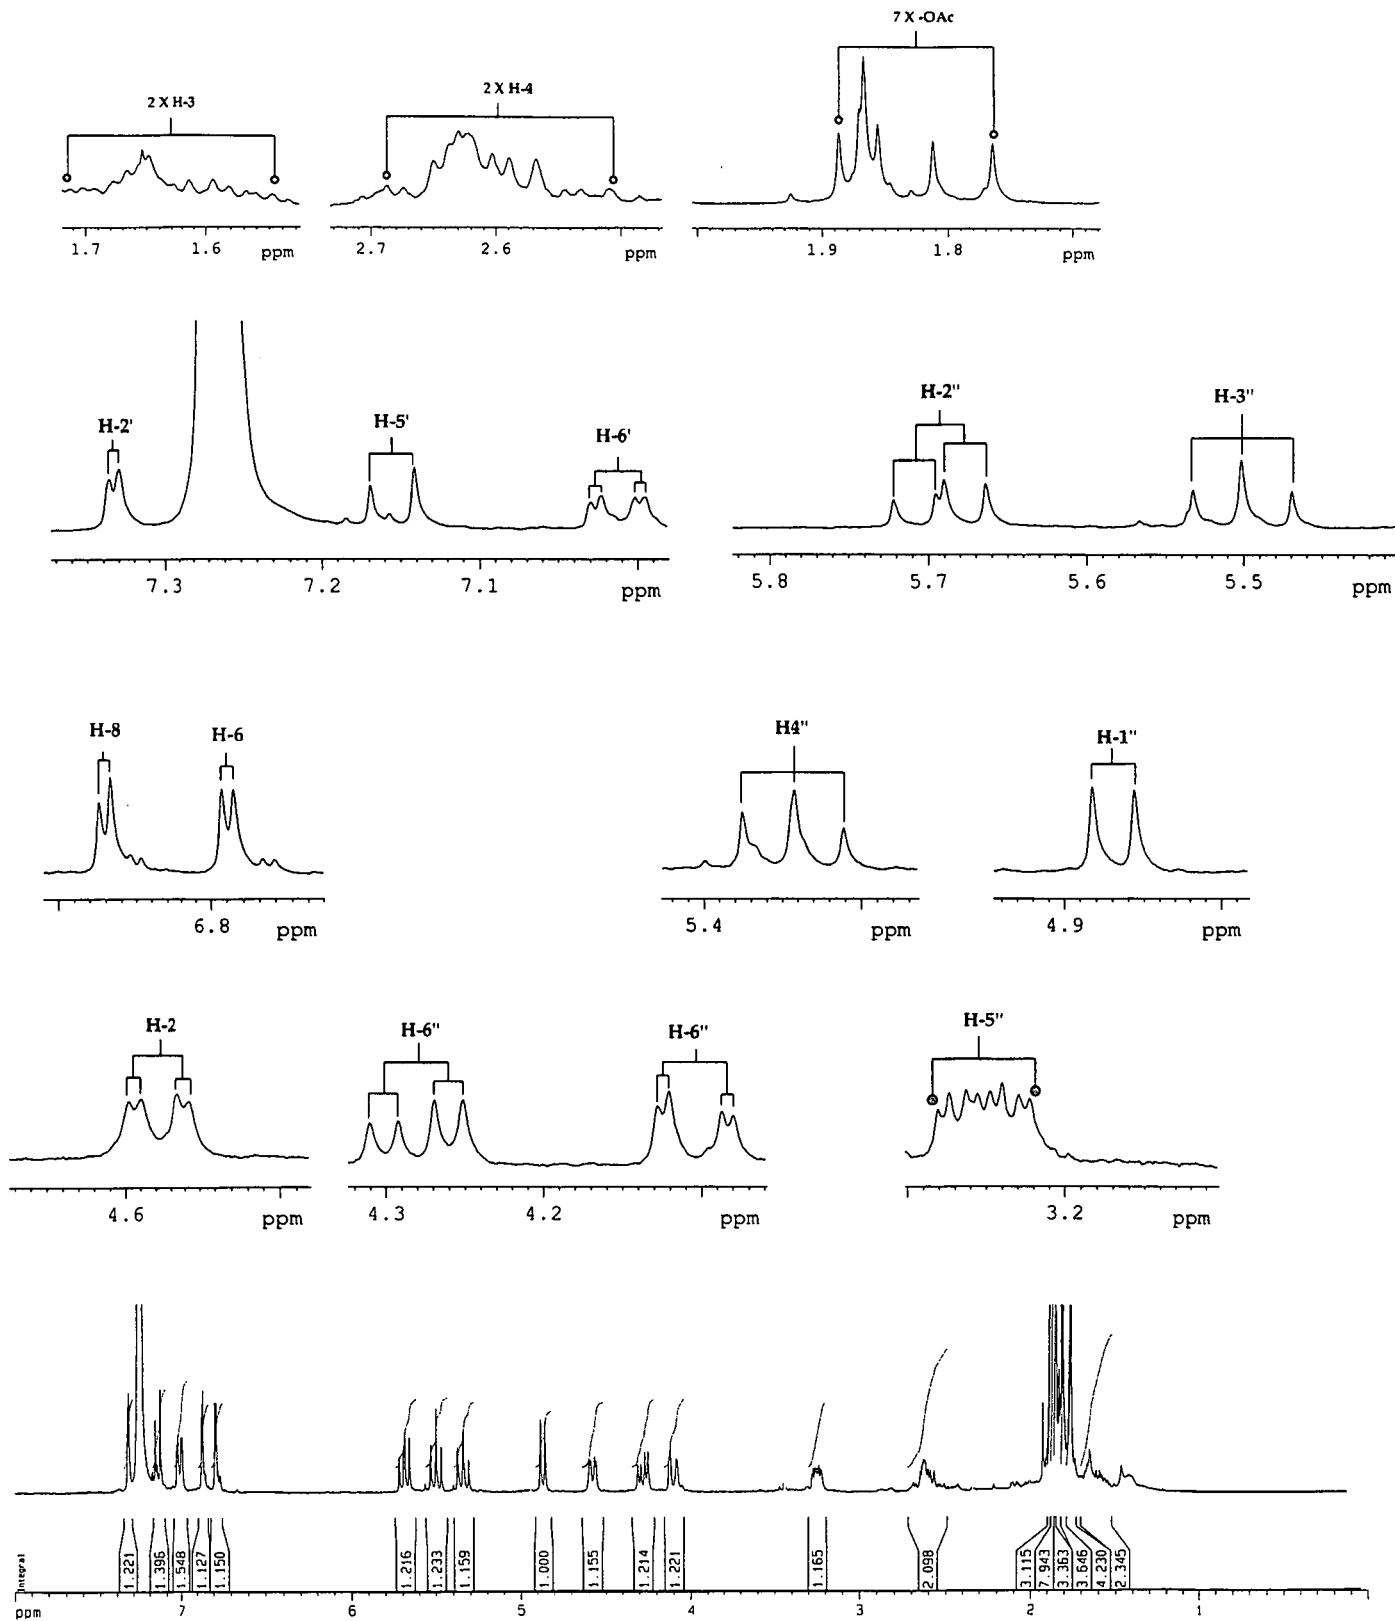 7 X -OAc
2 X H-3
2 X H-4
1.7 1.6 ppm
2.7 2.6 ppm
1.9 1.8 ppm
H-2'
H-5'
H-6'
H-2"
H-3"
7.3 7.2 7.1 ppm
5.8 5.7 5.6 5.5 ppm
H-8
H-6
H4"
H-1"
6.8 ppm
5.4 ppm
4.9 ppm
H-2
H-6"
H-6"
H-5"
4.6 ppm
4.3 4.2 ppm
3.2 ppm
Integral
1.221
1.396
1.548
1.127
1.150
1.216
1.233
1.159
1.000
1.155
1.214
1.221
1.165
2.098
3.115
7.943
3.363
3.646
4.230
2.345
ppm 7 6 5 4 3 2 1